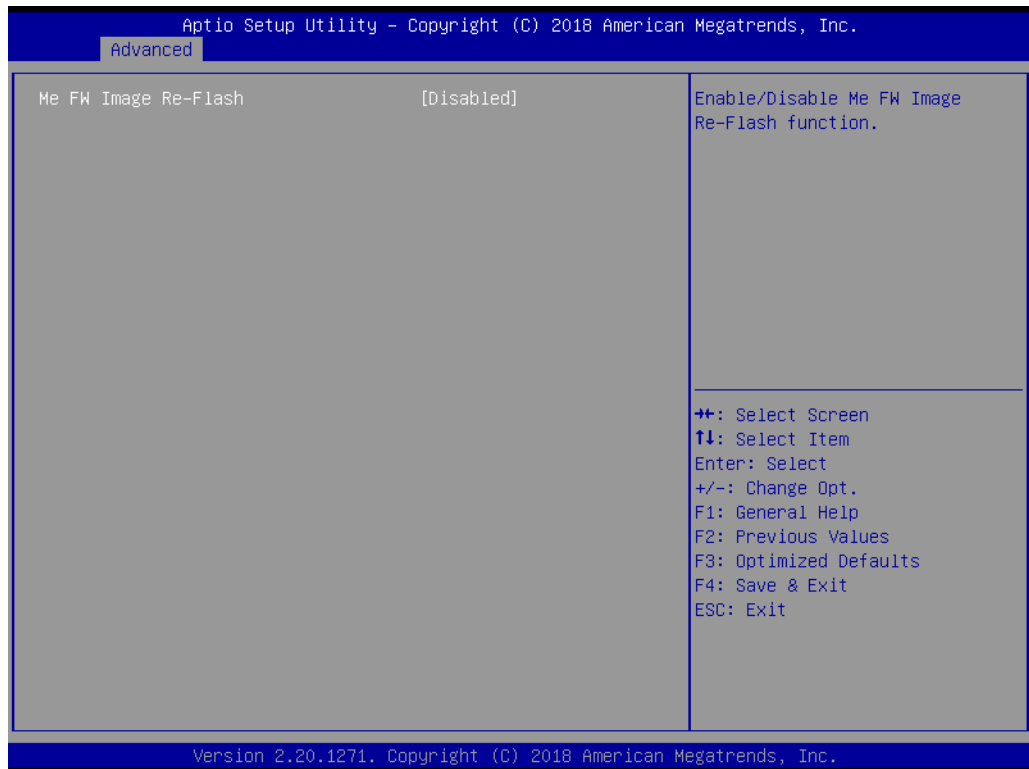 Aptio Setup Utility – Copyright (C) 2018 American Megatrends, Inc.
Advanced
Me FW Image Re-Flash [Disabled]
Enable/Disable Me FW Image
Re-Flash function.
→←: Select Screen
↑↓: Select Item
Enter: Select
+/-: Change Opt.
F1: General Help
F2: Previous Values
F3: Optimized Defaults
F4: Save & Exit
ESC: Exit
Version 2.20.1271. Copyright (C) 2018 American Megatrends, Inc.